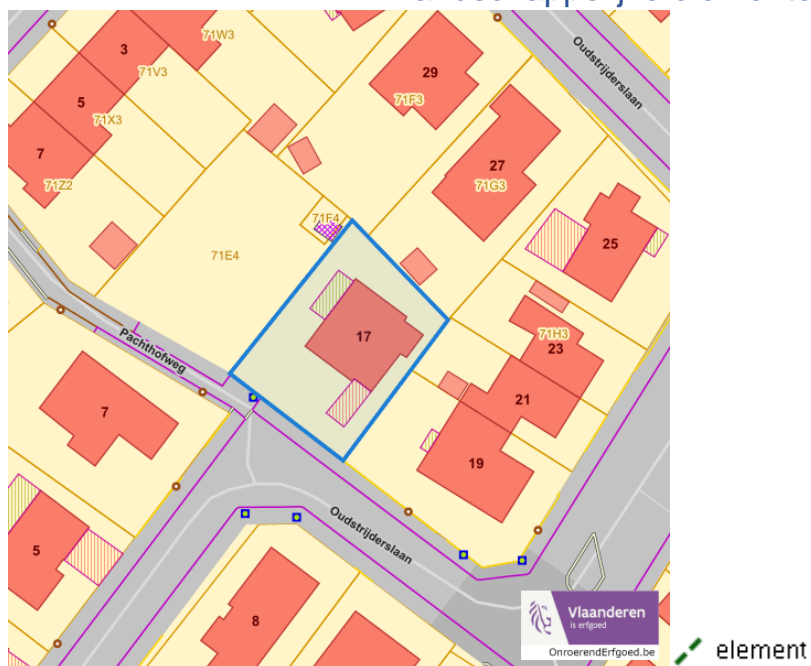 71W3
3
71V3
29
71F3
Oudstrijderslaan
5
71X3
27
7
71Z2
71G3
71F4
25
71E4
17
71H3
23
Pachthofweg
21
7
19
Oudstrijderslaan
5
8
Vlaanderen
is erfgoed
OnroerendErfgoed.be
element